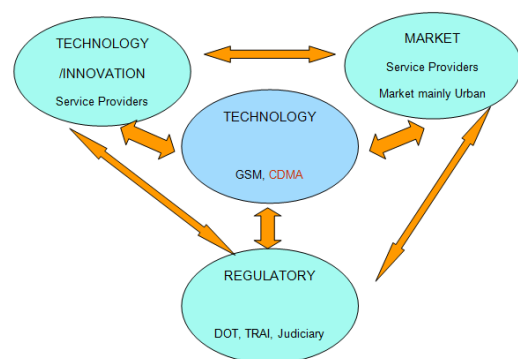 TECHNOLOGY
/INNOVATION
Service Providers
MARKET
Service Providers
Market mainly Urban
TECHNOLOGY
GSM, CDMA
REGULATORY
DOT, TRAI, Judiciary